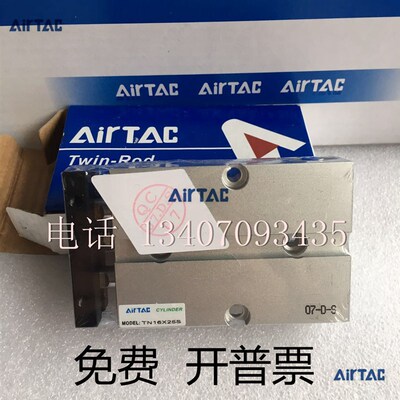 AirTAC
AirTAC
AirTAC
Twin-Rod
QC
AirTAC
电话 13407093435
AirTAC CYLINDER
MODEL: TN16X25S
07-D-S
免费 开普票
AirTAC